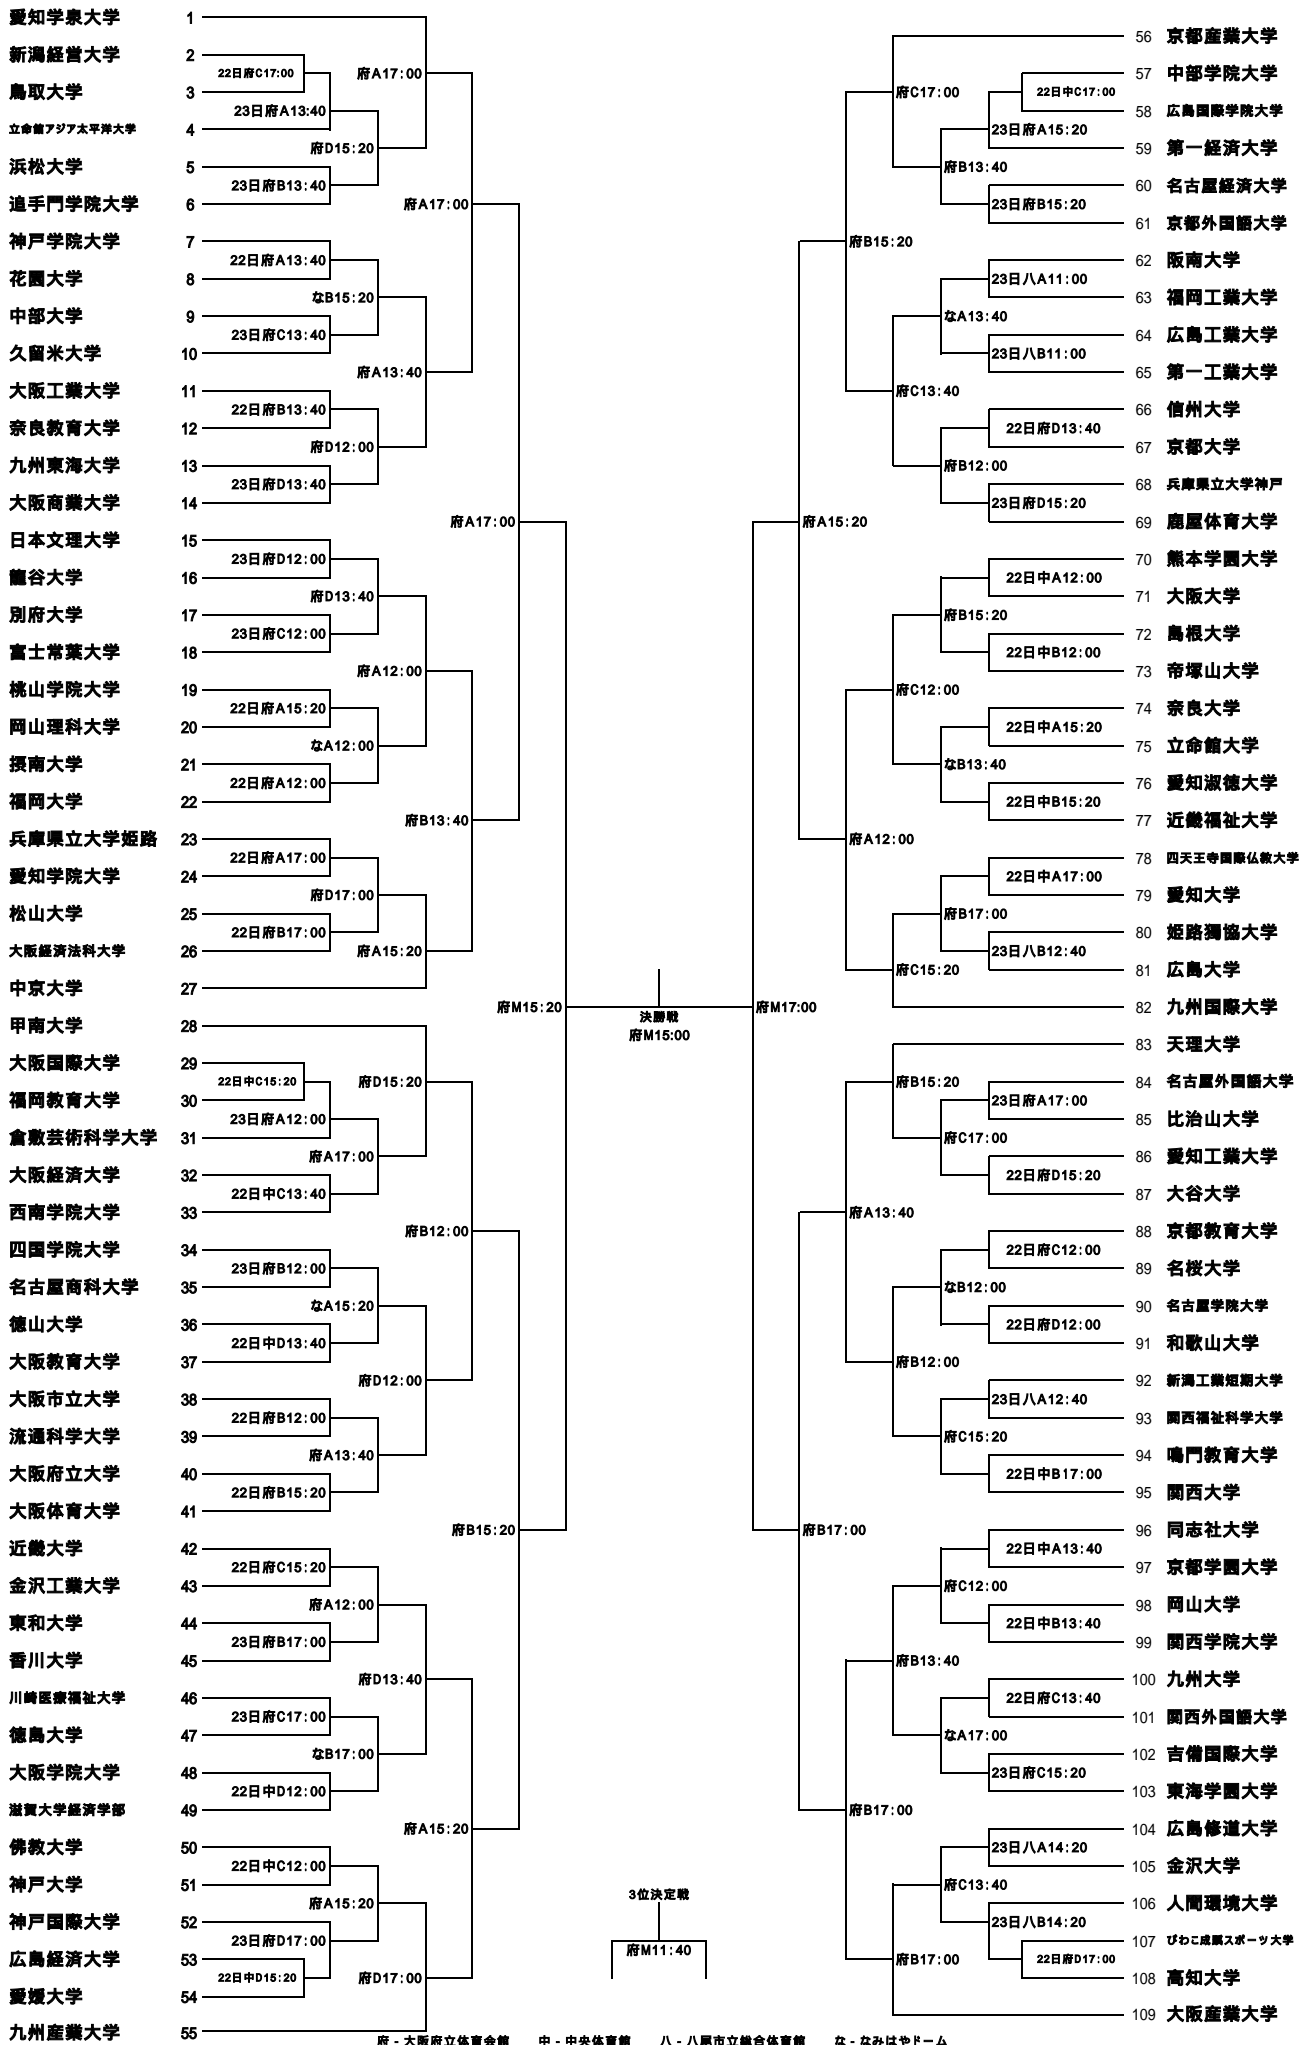 愛知学泉大学 1
新潟経営大学 2
22日府C17:00
鳥取大学 3
23日府A13:40
立命館アジア太平洋大学 4
府A17:00
府D15:20
浜松大学 5
23日府B13:40
追手門学院大学 6
府A17:00
神戸学院大学 7
22日府A13:40
花園大学 8
なB15:20
中部大学 9
23日府C13:40
久留米大学 10
府A13:40
大阪工業大学 11
22日府B13:40
奈良教育大学 12
府D12:00
九州東海大学 13
23日府D13:40
大阪商業大学 14
府A17:00
日本文理大学 15
23日府D12:00
龍谷大学 16
府D13:40
別府大学 17
23日府C12:00
富士常葉大学 18
府A12:00
桃山学院大学 19
22日府A15:20
岡山理科大学 20
なA12:00
摂南大学 21
22日府A12:00
福岡大学 22
府B13:40
兵庫県立大学姫路 23
22日府A17:00
愛知学院大学 24
府D17:00
松山大学 25
22日府B17:00
大阪経済法科大学 26
府A15:20
中京大学 27
府M15:20
甲南大学 28
大阪国際大学 29
22日中C15:20
福岡教育大学 30
府D15:20
23日府A12:00
倉敷芸術科学大学 31
府A17:00
大阪経済大学 32
22日中C13:40
西南学院大学 33
府B12:00
四国学院大学 34
23日府B12:00
名古屋商科大学 35
なA15:20
徳山大学 36
22日中D13:40
大阪教育大学 37
府D12:00
大阪市立大学 38
22日府B12:00
流通科学大学 39
府A13:40
大阪府立大学 40
22日府B15:20
大阪体育大学 41
府B15:20
近畿大学 42
22日府C15:20
金沢工業大学 43
府A12:00
東和大学 44
23日府B17:00
香川大学 45
府D13:40
川崎医療福祉大学 46
23日府C17:00
徳島大学 47
なB17:00
大阪学院大学 48
22日中D12:00
滋賀大学経済学部 49
府A15:20
佛教大学 50
22日中C12:00
神戸大学 51
府A15:20
神戸国際大学 52
23日府D17:00
広島経済大学 53
22日中D15:20
愛媛大学 54
府D17:00
九州産業大学 55
決勝戦
府M15:00
3位決定戦
府M11:40
56 京都産業大学
57 中部学院大学
22日中C17:00
府C17:00
58 広島国際学院大学
23日府A15:20
59 第一経済大学
府B13:40
60 名古屋経済大学
23日府B15:20
61 京都外国語大学
府B15:20
62 阪南大学
23日八A11:00
63 福岡工業大学
なA13:40
64 広島工業大学
23日八B11:00
65 第一工業大学
府C13:40
66 信州大学
22日府D13:40
67 京都大学
府B12:00
68 兵庫県立大学神戸
23日府D15:20
69 鹿屋体育大学
府A15:20
70 熊本学園大学
22日中A12:00
71 大阪大学
府B15:20
72 島根大学
22日中B12:00
73 帝塚山大学
府C12:00
74 奈良大学
22日中A15:20
75 立命館大学
なB13:40
76 愛知淑徳大学
22日中B15:20
77 近畿福祉大学
府A12:00
78 四天王寺国際仏教大学
22日中A17:00
79 愛知大学
府B17:00
80 姫路獨協大学
23日八B12:40
81 広島大学
府C15:20
82 九州国際大学
府M17:00
83 天理大学
府B15:20
84 名古屋外国語大学
23日府A17:00
85 比治山大学
府C17:00
86 愛知工業大学
22日府D15:20
87 大谷大学
府A13:40
88 京都教育大学
22日府C12:00
89 名桜大学
なB12:00
90 名古屋学院大学
22日府D12:00
91 和歌山大学
府B12:00
92 新潟工業短期大学
23日八A12:40
93 関西福祉科学大学
府C15:20
94 鳴門教育大学
22日中B17:00
95 関西大学
府B17:00
96 同志社大学
22日中A13:40
97 京都学園大学
府C12:00
98 岡山大学
22日中B13:40
99 関西学院大学
府B13:40
100 九州大学
22日府C13:40
101 関西外国語大学
なA17:00
102 吉備国際大学
23日府C15:20
103 東海学園大学
府B17:00
104 広島修道大学
23日八A14:20
105 金沢大学
府C13:40
106 人間環境大学
23日八B14:20
107 びわこ成蹊スポーツ大学
22日府D17:00
府B17:00
108 高知大学
109 大阪産業大学
府 - 大阪府立体育会館 中 - 中央体育館 八 - 八尾市立総合体育館 な - なみはやドーム